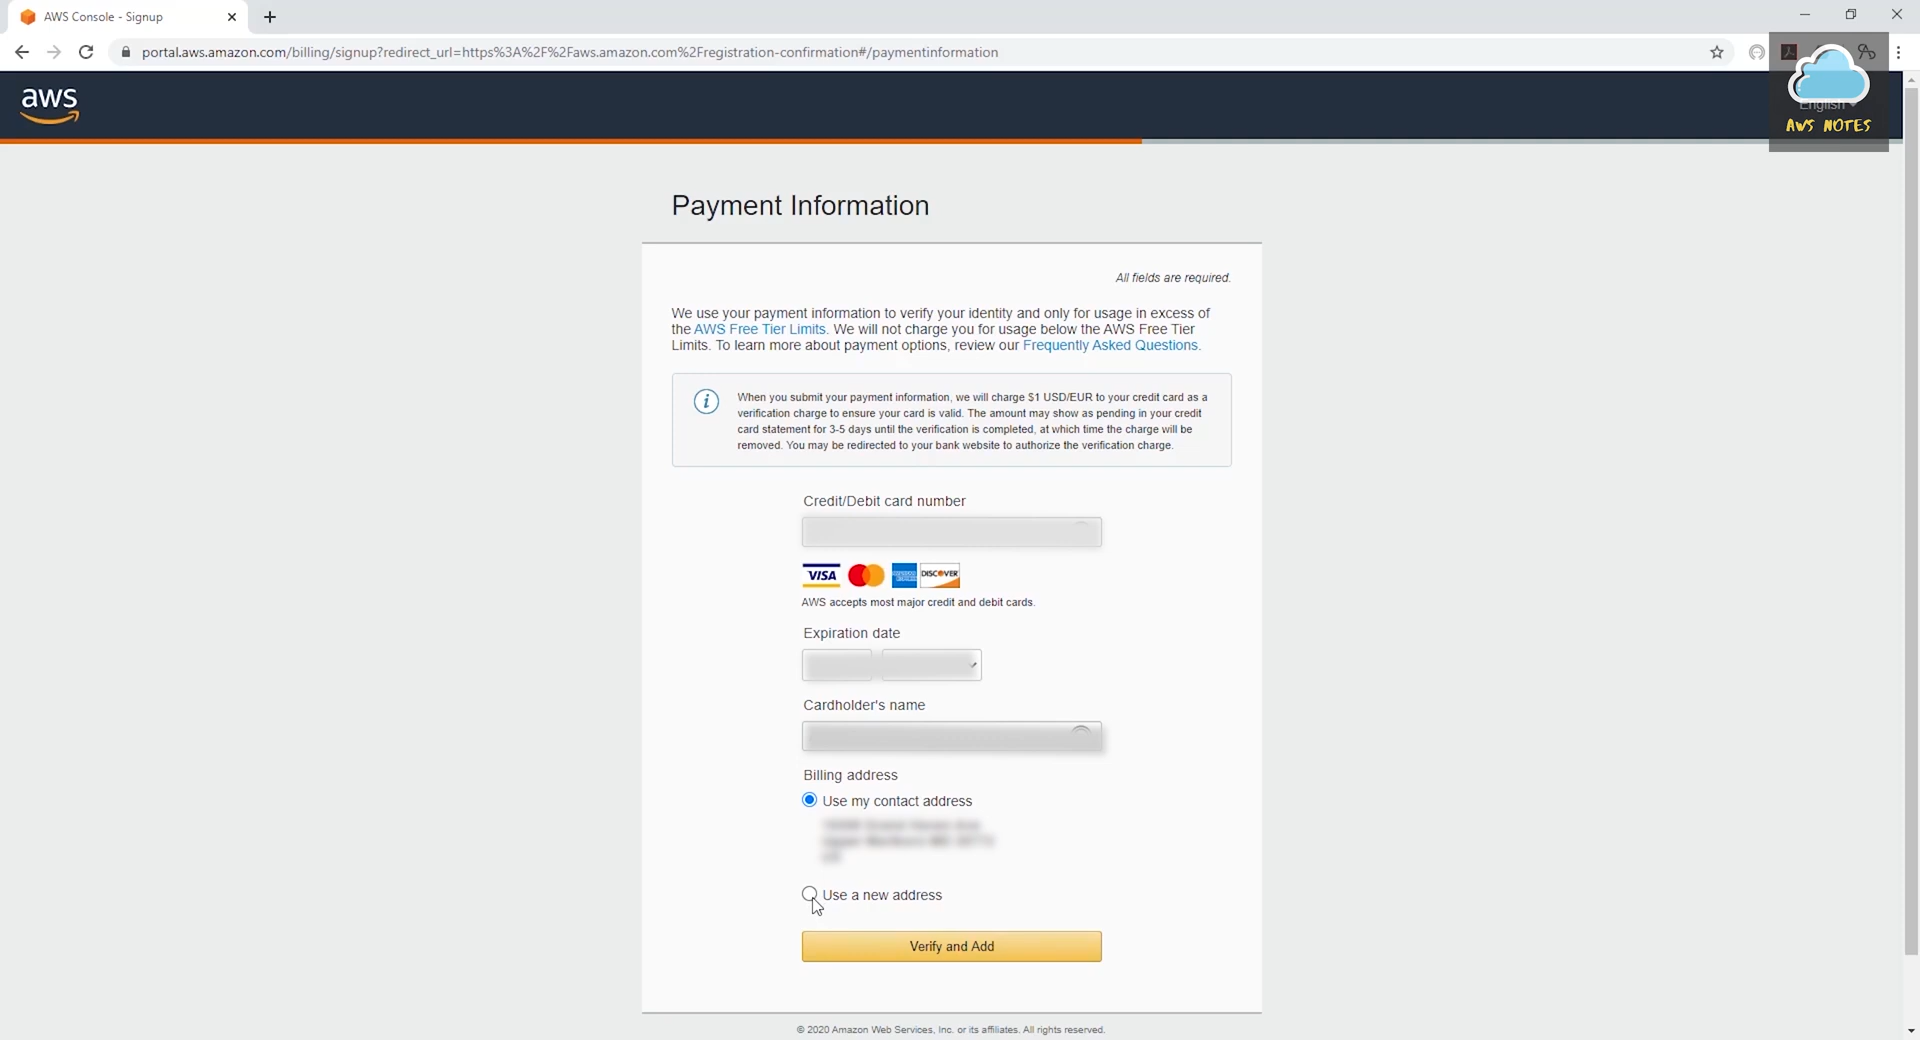 AWS Console - Signup
portal.aws.amazon.com/billing/signup?redirect_url=https%3A%2F%2Faws.amazon.com%2Fregistration-confirmation#/paymentinformation
aws
English
AWS NOTES
Payment Information
All fields are required.
We use your payment information to verify your identity and only for usage in excess of
the AWS Free Tier Limits. We will not charge you for usage below the AWS Free Tier
Limits. To learn more about payment options, review our Frequently Asked Questions.
i
When you submit your payment information, we will charge $1 USD/EUR to your credit card as a
verification charge to ensure your card is valid. The amount may show as pending in your credit
card statement for 3-5 days until the verification is completed, at which time the charge will be
removed. You may be redirected to your bank website to authorize the verification charge.
Credit/Debit card number
VISA AMERICAN EXPRESS DISCOVER
AWS accepts most major credit and debit cards.
Expiration date
Cardholder's name
Billing address
Use my contact address
Use a new address
Verify and Add
© 2020 Amazon Web Services, Inc. or its affiliates. All rights reserved.